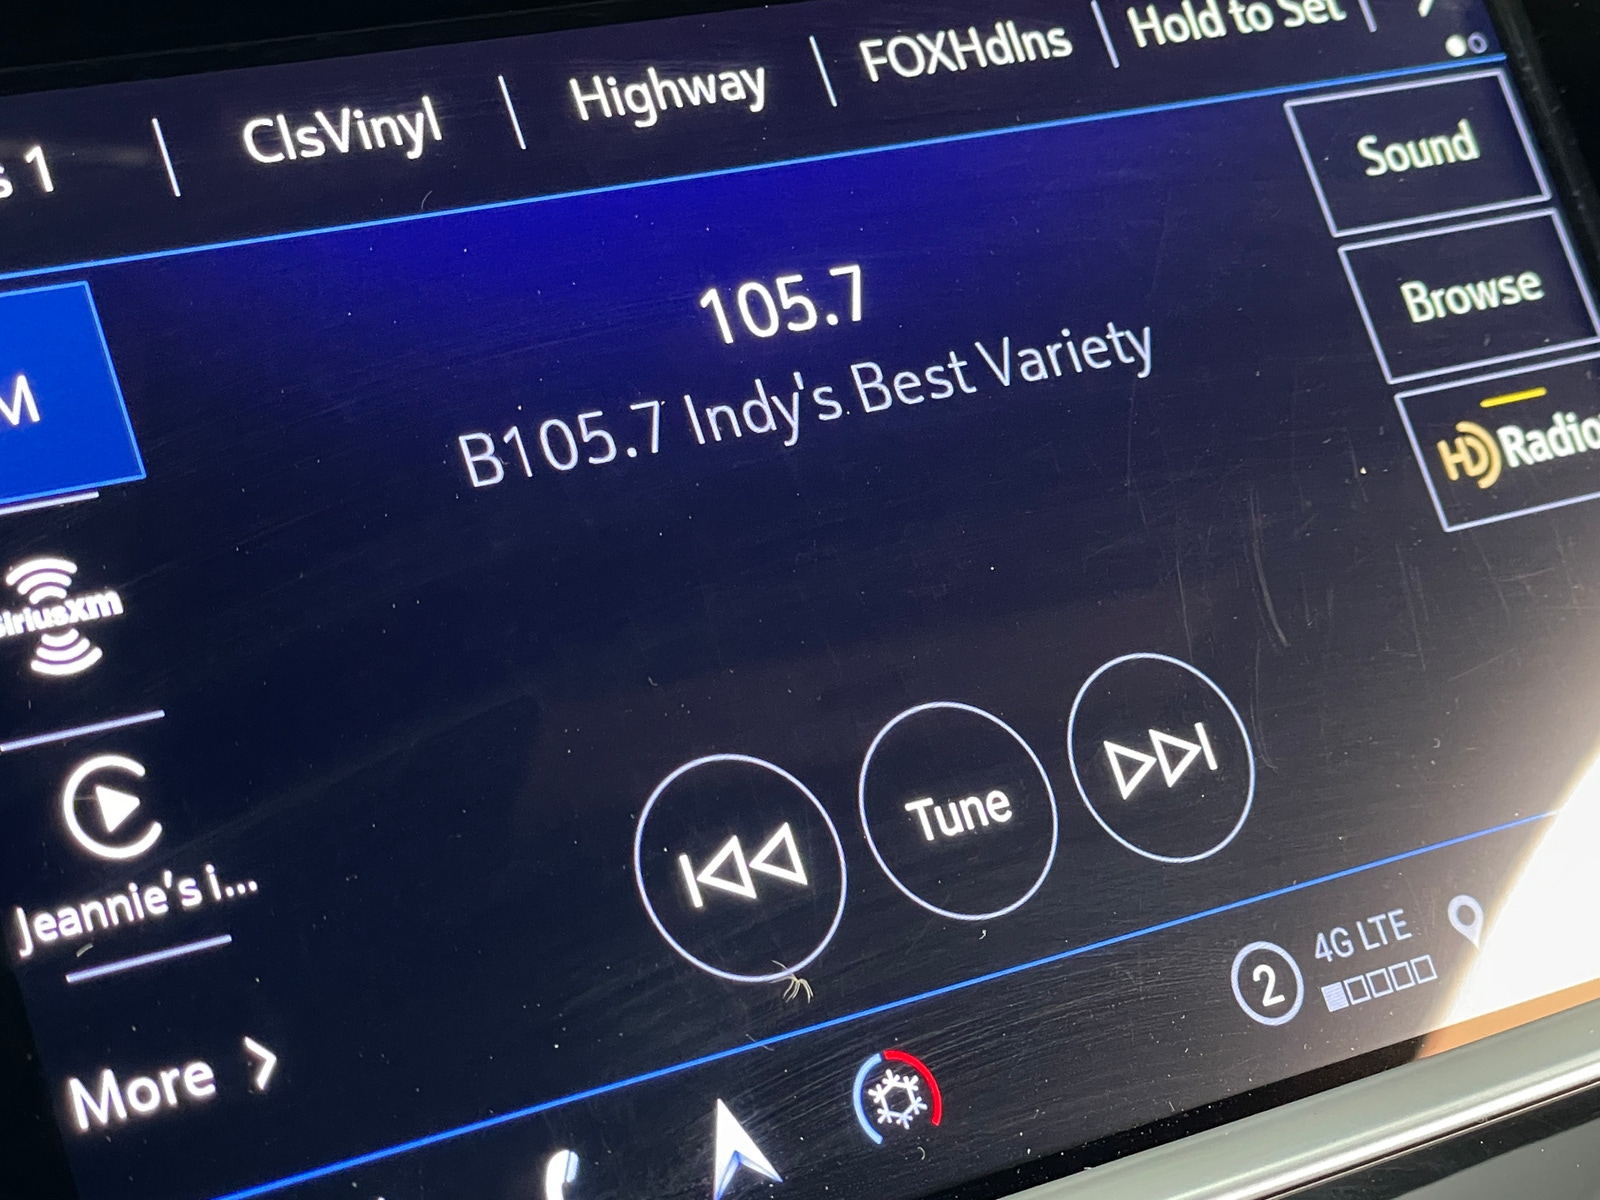 s 1 | ClsVinyl | Highway | FOXHdlns | Hold to Set |
Sound
105.7
Browse
B105.7 Indy's Best Variety
M
HD Radio
siriusxm
Tune
Jeannie's i...
2 4G LTE
More